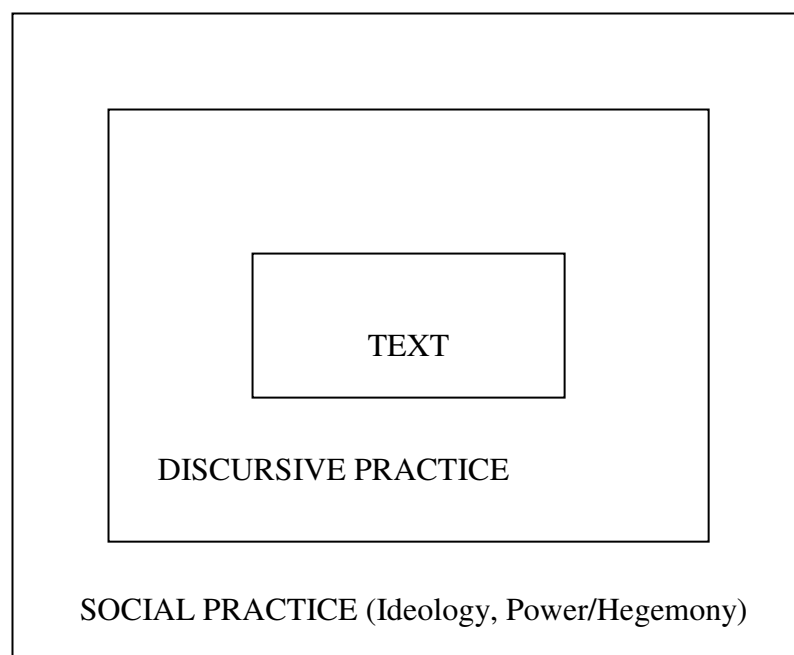 TEXT
DISCURSIVE PRACTICE
SOCIAL PRACTICE (Ideology, Power/Hegemony)